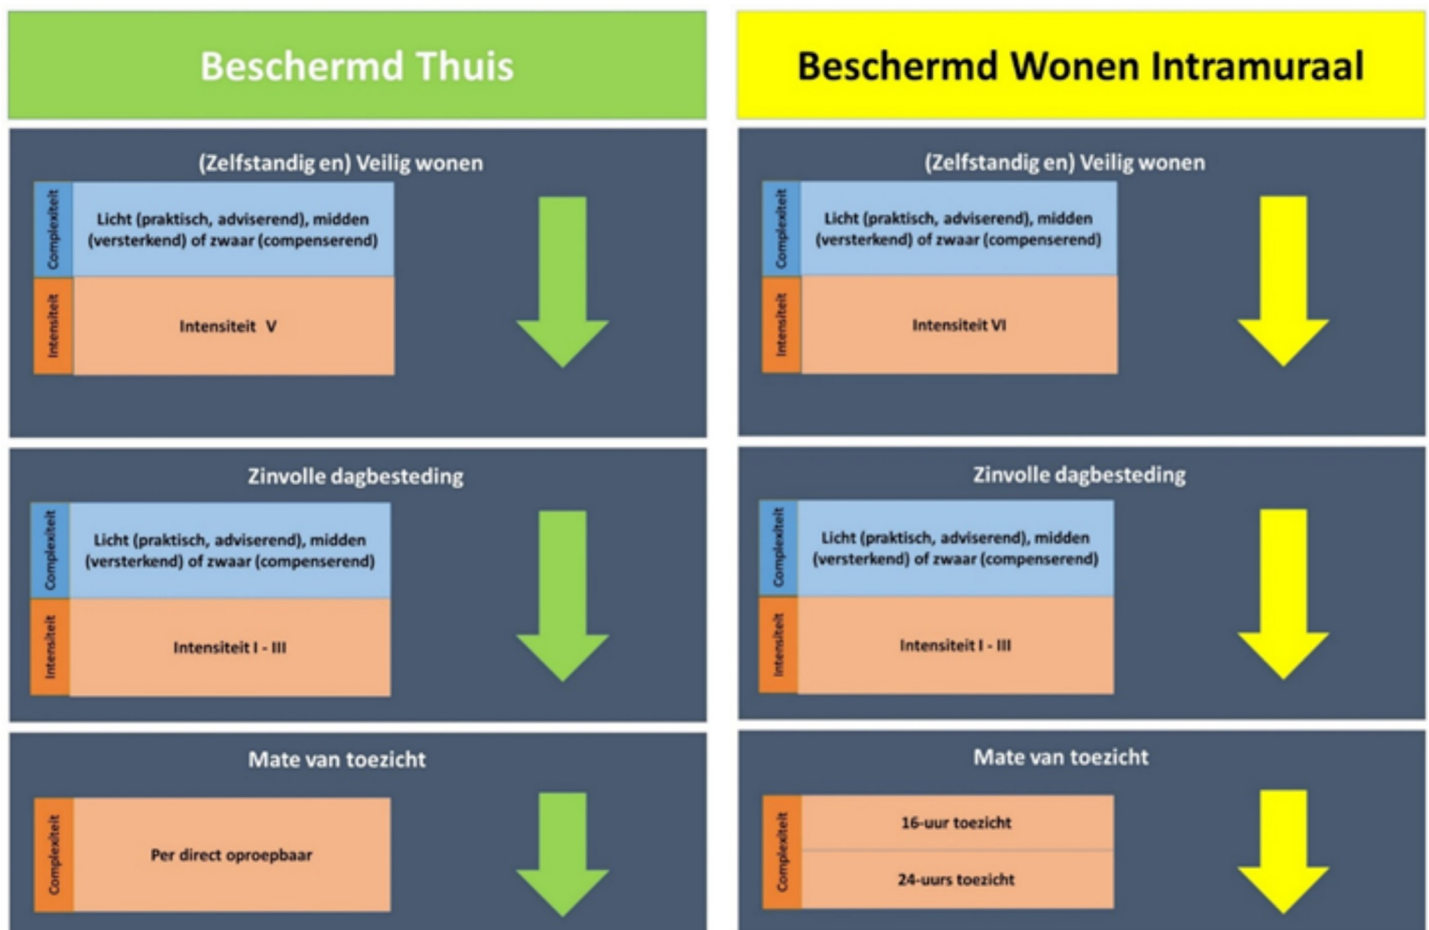 Beschermd Thuis
(Zelfstandig en) Veilig wonen
Complexiteit
Licht (praktisch, adviserend), midden
(versterkend) of zwaar (compenserend)
Intensiteit
Intensiteit V
Zinvolle dagbesteding
Complexiteit
Licht (praktisch, adviserend), midden
(versterkend) of zwaar (compenserend)
Intensiteit
Intensiteit I - III
Mate van toezicht
Complexiteit
Per direct oproepbaar
Beschermd Wonen Intramuraal
(Zelfstandig en) Veilig wonen
Complexiteit
Licht (praktisch, adviserend), midden
(versterkend) of zwaar (compenserend)
Intensiteit
Intensiteit VI
Zinvolle dagbesteding
Complexiteit
Licht (praktisch, adviserend), midden
(versterkend) of zwaar (compenserend)
Intensiteit
Intensiteit I - III
Mate van toezicht
Complexiteit
16-uur toezicht
24-uurs toezicht